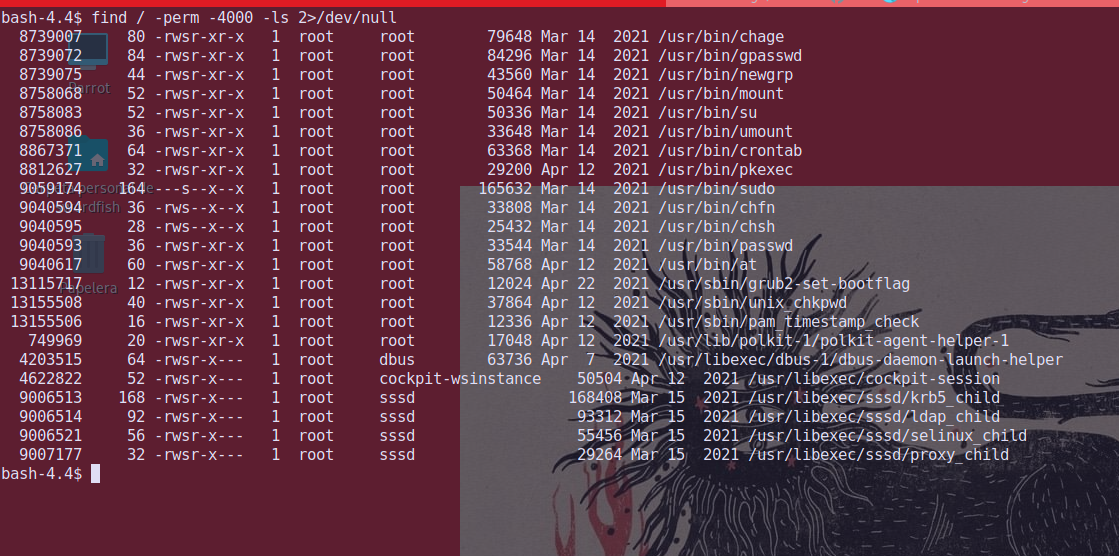 bash-4.4$ find / -perm -4000 -ls 2>/dev/null
8739007 80 -rwsr-xr-x 1 root root 79648 Mar 14 2021 /usr/bin/chage
8739072 84 -rwsr-xr-x 1 root root 84296 Mar 14 2021 /usr/bin/gpasswd
8739075 44 -rwsr-xr-x 1 root root 43560 Mar 14 2021 /usr/bin/newgrp
8758068 52 -rwsr-xr-x 1 root root 50464 Mar 14 2021 /usr/bin/mount
8758083 52 -rwsr-xr-x 1 root root 50336 Mar 14 2021 /usr/bin/su
8758086 36 -rwsr-xr-x 1 root root 33648 Mar 14 2021 /usr/bin/umount
8867371 64 -rwsr-xr-x 1 root root 63368 Mar 14 2021 /usr/bin/crontab
8812627 32 -rwsr-xr-x 1 root root 29200 Apr 12 2021 /usr/bin/pkexec
9059174 164 ---s--x--x 1 root root 165632 Mar 14 2021 /usr/bin/sudo
9040594 36 -rws--x--x 1 root root 33808 Mar 14 2021 /usr/bin/chfn
9040595 28 -rws--x--x 1 root root 25432 Mar 14 2021 /usr/bin/chsh
9040593 36 -rwsr-xr-x 1 root root 33544 Mar 14 2021 /usr/bin/passwd
9040617 60 -rwsr-xr-x 1 root root 58768 Apr 12 2021 /usr/bin/at
13115717 12 -rwsr-xr-x 1 root root 12024 Apr 22 2021 /usr/sbin/grub2-set-bootflag
13155508 40 -rwsr-xr-x 1 root root 37864 Apr 12 2021 /usr/sbin/unix_chkpwd
13155506 16 -rwsr-xr-x 1 root root 12336 Apr 12 2021 /usr/sbin/pam_timestamp_check
749969 20 -rwsr-xr-x 1 root root 17048 Apr 12 2021 /usr/lib/polkit-1/polkit-agent-helper-1
4203515 64 -rwsr-x--- 1 root dbus 63736 Apr 7 2021 /usr/libexec/dbus-1/dbus-daemon-launch-helper
4622822 52 -rwsr-x--- 1 root cockpit-wsinstance 50504 Apr 12 2021 /usr/libexec/cockpit-session
9006513 168 -rwsr-x--- 1 root sssd 168408 Mar 15 2021 /usr/libexec/sssd/krb5_child
9006514 92 -rwsr-x--- 1 root sssd 93312 Mar 15 2021 /usr/libexec/sssd/ldap_child
9006521 56 -rwsr-x--- 1 root sssd 55456 Mar 15 2021 /usr/libexec/sssd/selinux_child
9007177 32 -rwsr-x--- 1 root sssd 29264 Mar 15 2021 /usr/libexec/sssd/proxy_child
bash-4.4$